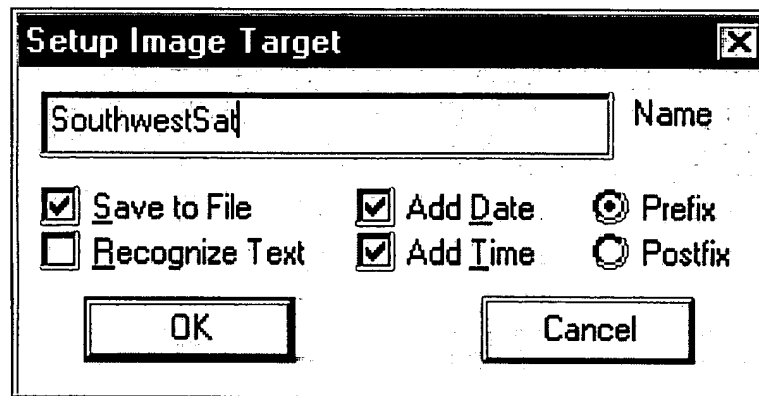 Setup Image Target
SouthwestSat Name
Save to File Add Date Prefix
Recognize Text Add Time Postfix
OK Cancel